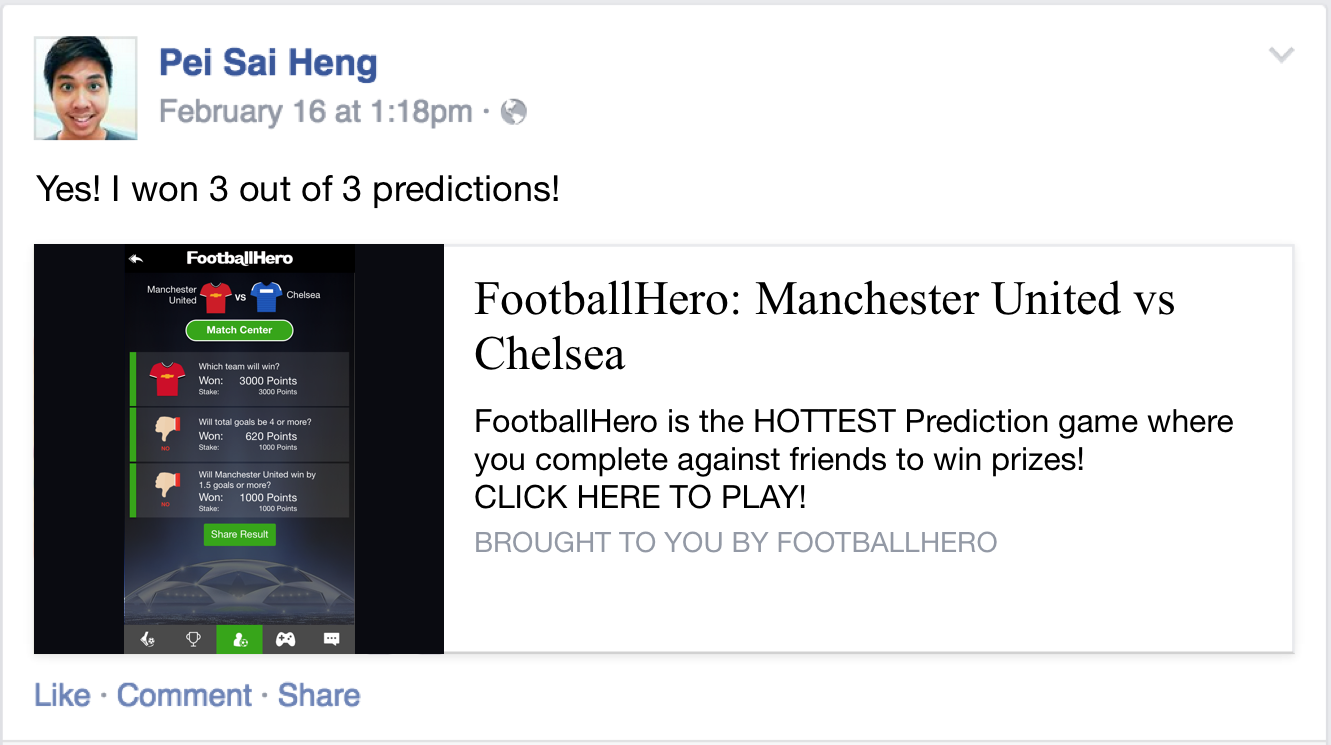 Pei Sai Heng
February 16 at 1:18pm ·
Yes! I won 3 out of 3 predictions!
FootballHero
Manchester
United
vs
Chelsea
Match Center
Which team will win?
Won: 3000 Points
Stake: 3000 Points
Will total goals be 4 or more?
Won: 620 Points
Stake: 1000 Points
NO
Will Manchester United win by
1.5 goals or more?
Won: 1000 Points
Stake: 1000 Points
NO
Share Result
FootballHero: Manchester United vs
Chelsea
FootballHero is the HOTTEST Prediction game where
you complete against friends to win prizes!
CLICK HERE TO PLAY!
BROUGHT TO YOU BY FOOTBALLHERO
Like · Comment · Share